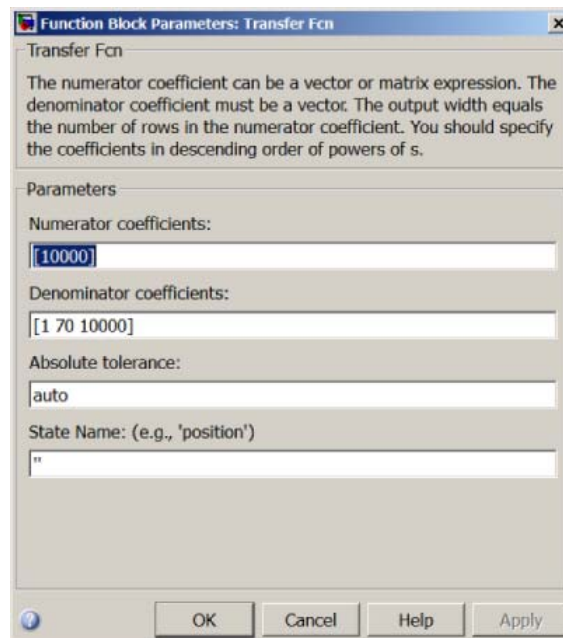 Function Block Parameters: Transfer Fcn
Transfer Fcn
The numerator coefficient can be a vector or matrix expression. The
denominator coefficient must be a vector. The output width equals
the number of rows in the numerator coefficient. You should specify
the coefficients in descending order of powers of s.
Parameters
Numerator coefficients:
[10000]
Denominator coefficients:
[1 70 10000]
Absolute tolerance:
auto
State Name: (e.g., 'position')
''
OK Cancel Help Apply